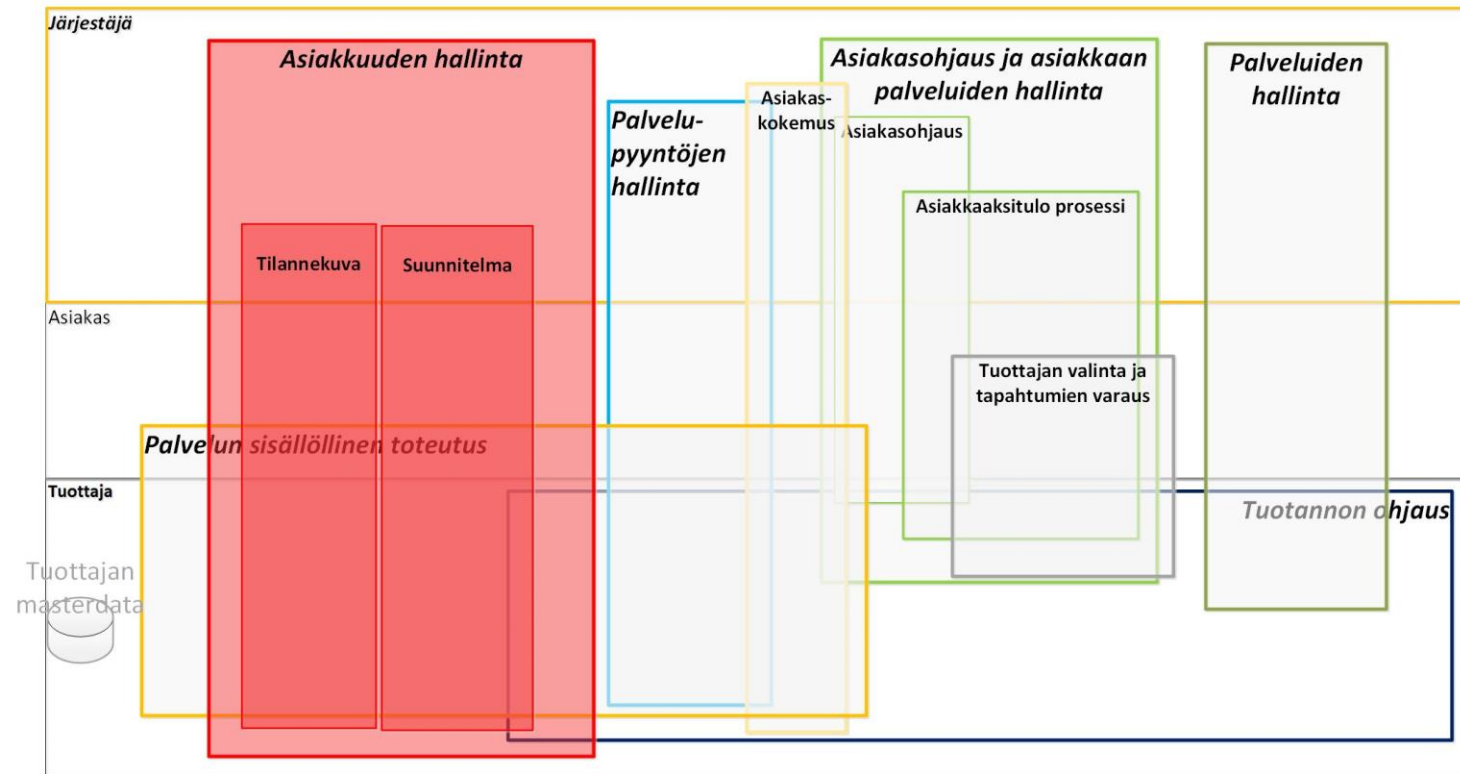 Järjestäjä
Asiakkuuden hallinta
Tilannekuva
Suunnitelma
Palvelu-
pyyntöjen
hallinta
Asiakas-
kokemus
Asiakasohjaus ja asiakkaan
palveluiden hallinta
Asiakasohjaus
Asiakkaaksitulo prosessi
Palveluiden
hallinta
Asiakas
Tuottajan valinta ja
tapahtumien varaus
Palvelun sisällöllinen toteutus
Tuottaja
Tuotannon ohjaus
Tuottajan
masterdata